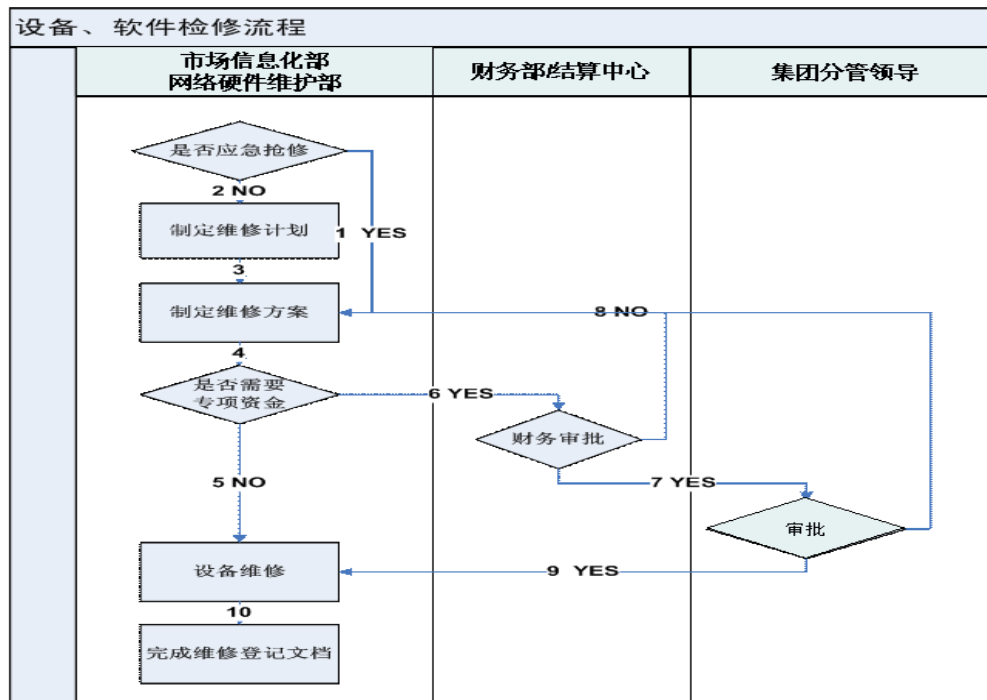 设备、软件检修流程
市场信息化部
网络硬件维护部
财务部/结算中心
集团分管领导
是否应急抢修
2 NO
制定维修计划
1 YES
3
制定维修方案
8 NO
4
是否需要
专项资金
6 YES
财务审批
5 NO
7 YES
审批
设备维修
9 YES
10
完成维修登记文档